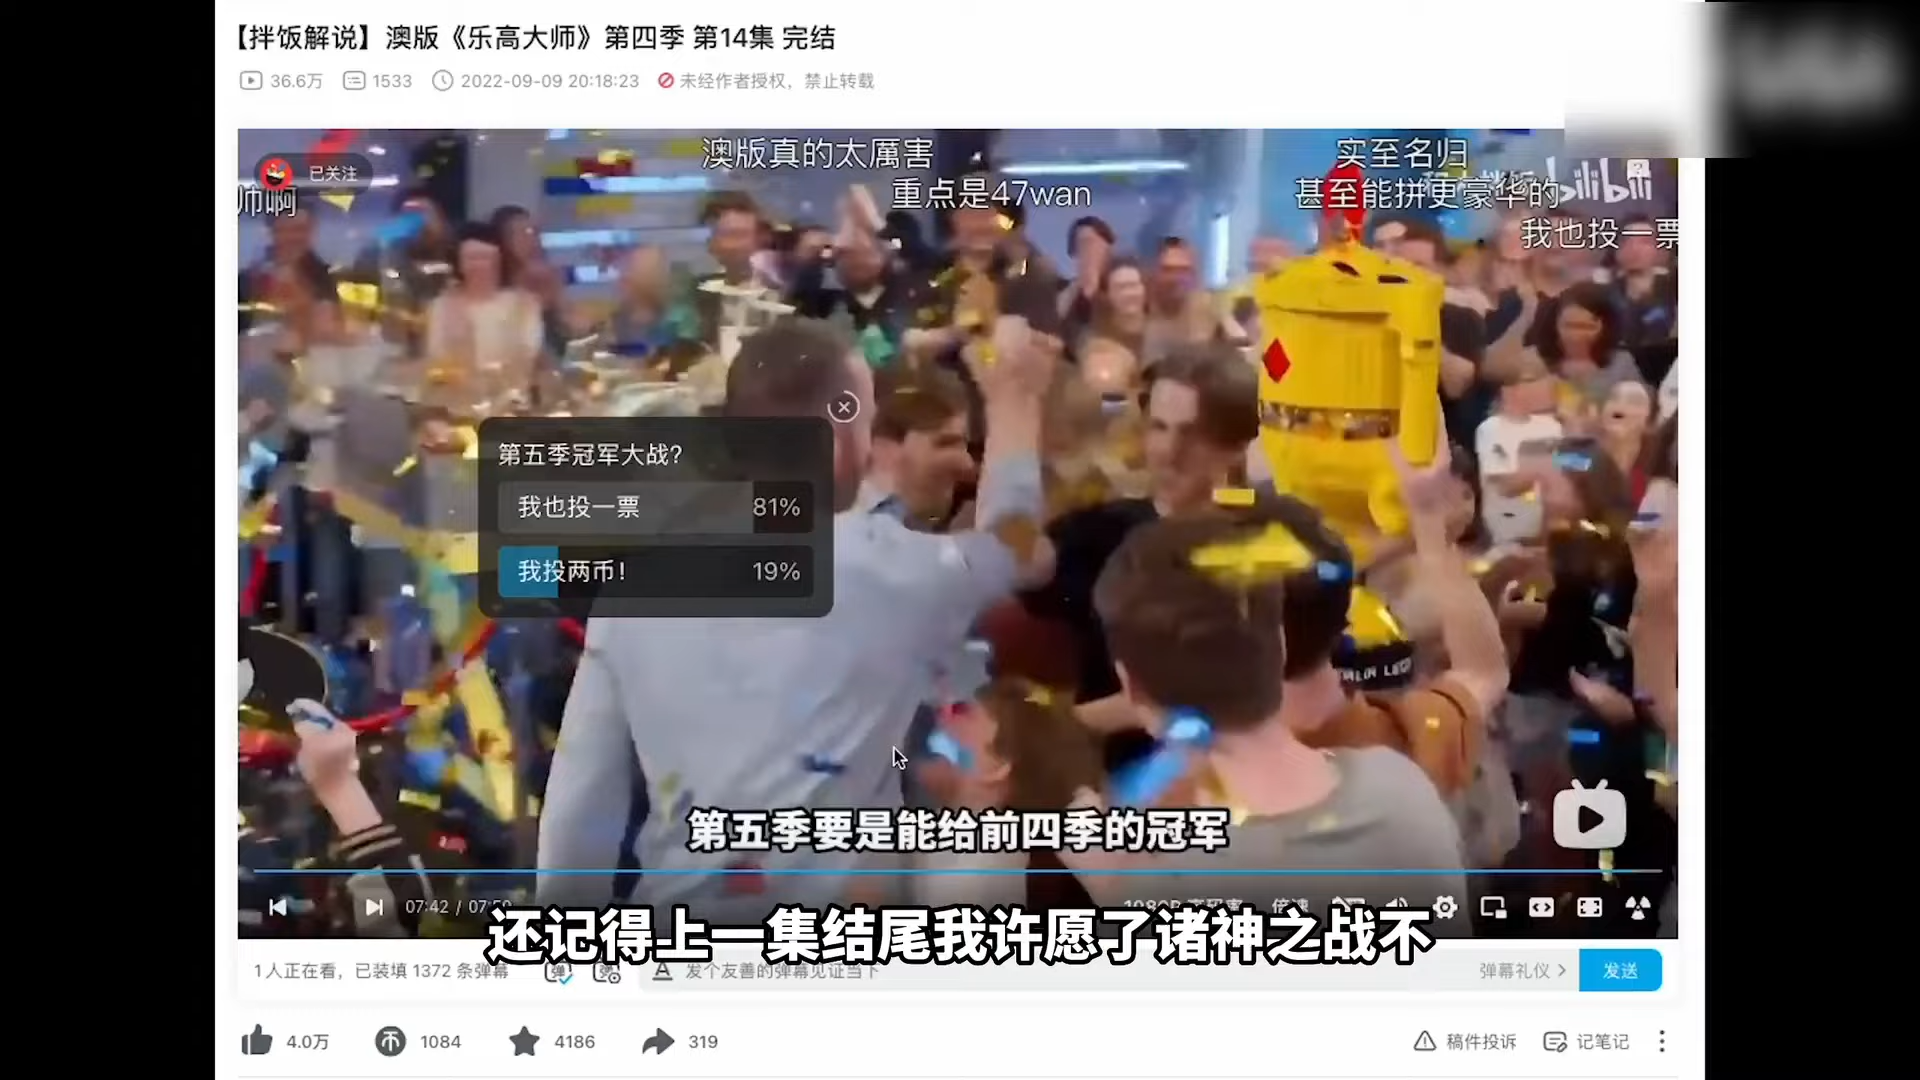 【拌饭解说】澳版《乐高大师》第四季 第14集 完结
36.6万 1533 2022-09-09 20:18:23 未经作者授权，禁止转载
已关注
澳版真的太厲害
实至名归
帅啊
重点是47wan
甚至能拼更豪华的
bilibili
我也投一票
第五季冠军大战？
我也投一票 81%
我投两币！ 19%
第五季要是能给前四季的冠军
07:42 / 07:50
倍速
还记得上一集结尾我许愿了诸神之战不
1人正在看，已装填 1372 条弹幕
发个友善的弹幕见证当下
弹幕礼仪
发送
4.0万 1084 4186 319
稿件投诉 记笔记